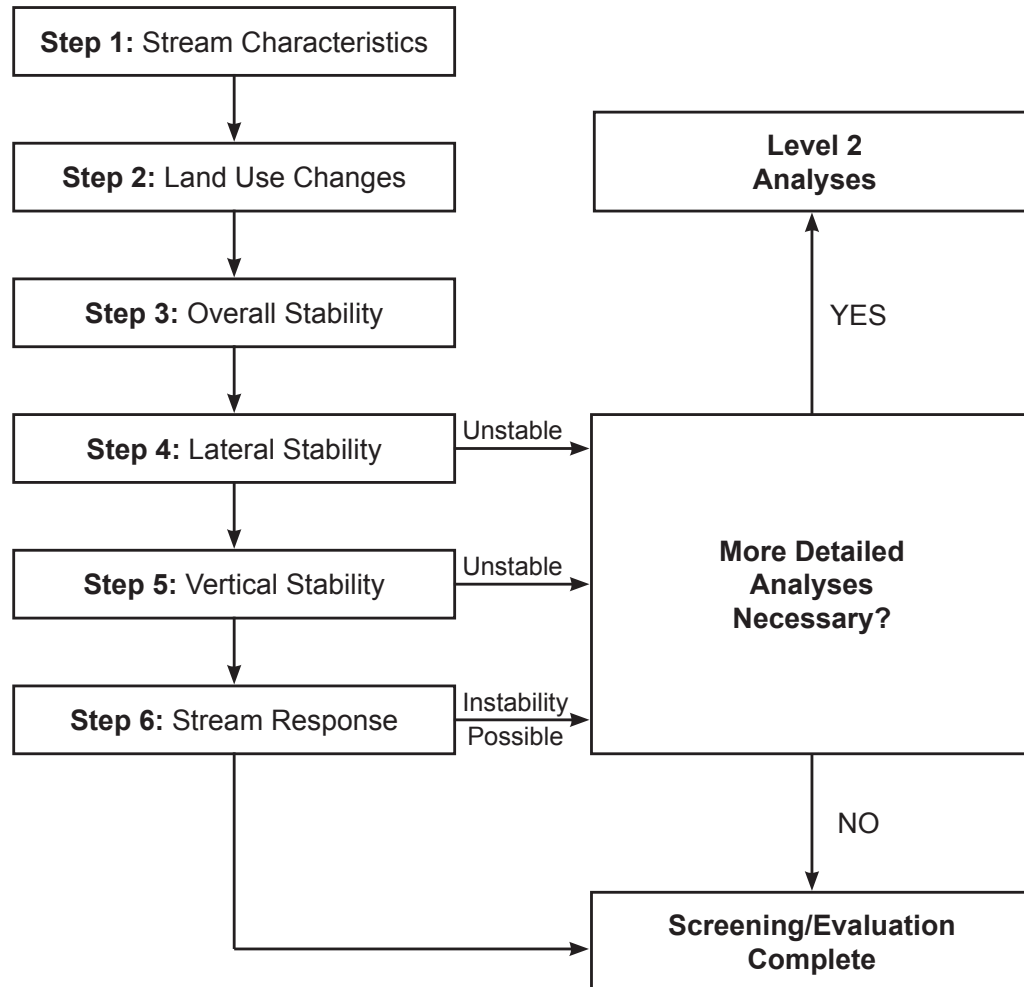 Step 1: Stream Characteristics
Step 2: Land Use Changes
Level 2
Analyses
Step 3: Overall Stability
YES
Step 4: Lateral Stability
Unstable
Step 5: Vertical Stability
Unstable
More Detailed
Analyses
Necessary?
Step 6: Stream Response
Instability
Possible
NO
Screening/Evaluation
Complete